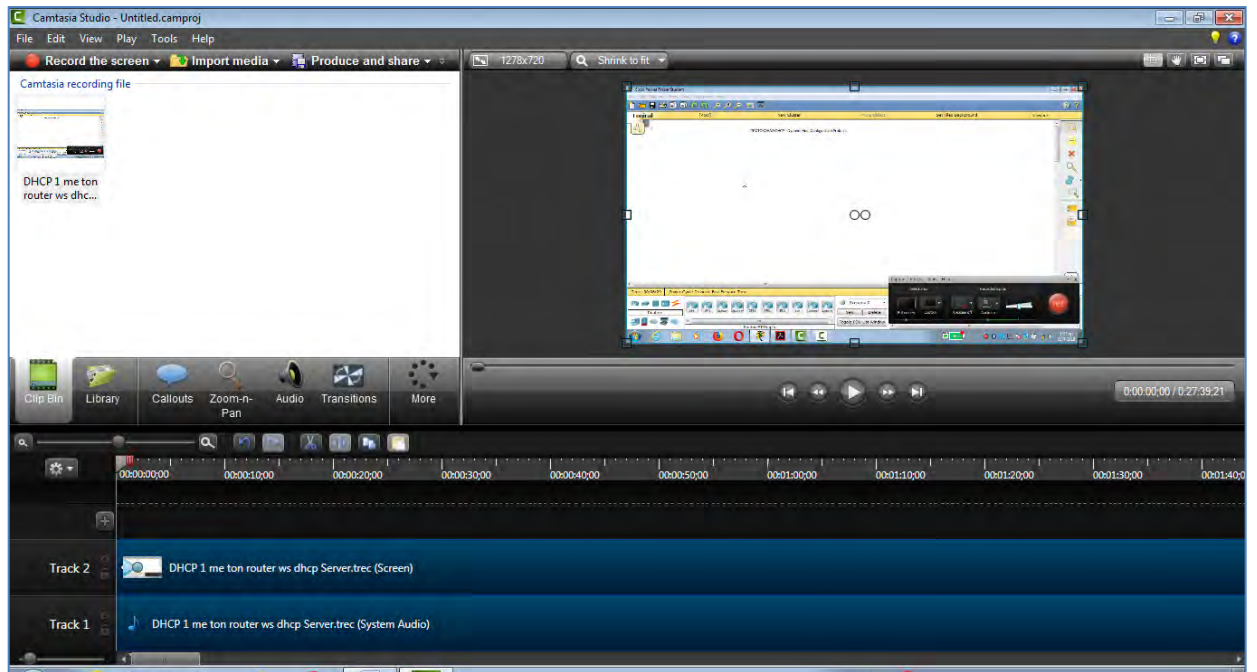 Camtasia Studio - Untitled.camproj
File Edit View Play Tools Help
Record the screen Import media Produce and share 1278x720 Shrink to fit
Camtasia recording file
DHCP 1 me ton
router ws dhc...
Clip Bin Library Callouts Zoom-n-
Pan Audio Transitions More
0:00:00;00 / 0:27:39;21
00:00:00;00 00:00:10;00 00:00:20;00 00:00:30;00 00:00:40;00 00:00:50;00 00:01:00;00 00:01:10;00 00:01:20;00 00:01:30;00 00:01:40;0
Track 2 DHCP 1 me ton router ws dhcp Server.trec (Screen)
Track 1 DHCP 1 me ton router ws dhcp Server.trec (System Audio)